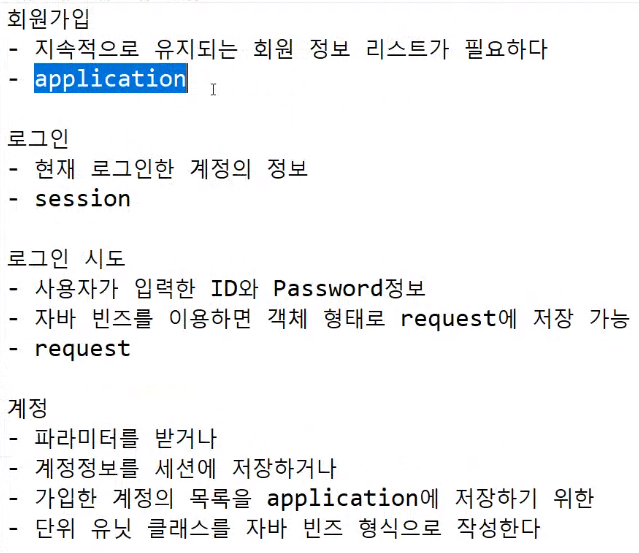 회원가입
- 지속적으로 유지되는 회원 정보 리스트가 필요하다
- application
로그인
- 현재 로그인한 계정의 정보
- session
로그인 시도
- 사용자가 입력한 ID와 Password정보
- 자바 빈즈를 이용하면 객체 형태로 request에 저장 가능
- request
계정
- 파라미터를 받거나
- 계정정보를 세션에 저장하거나
- 가입한 계정의 목록을 application에 저장하기 위한
- 단위 유닛 클래스를 자바 빈즈 형식으로 작성한다